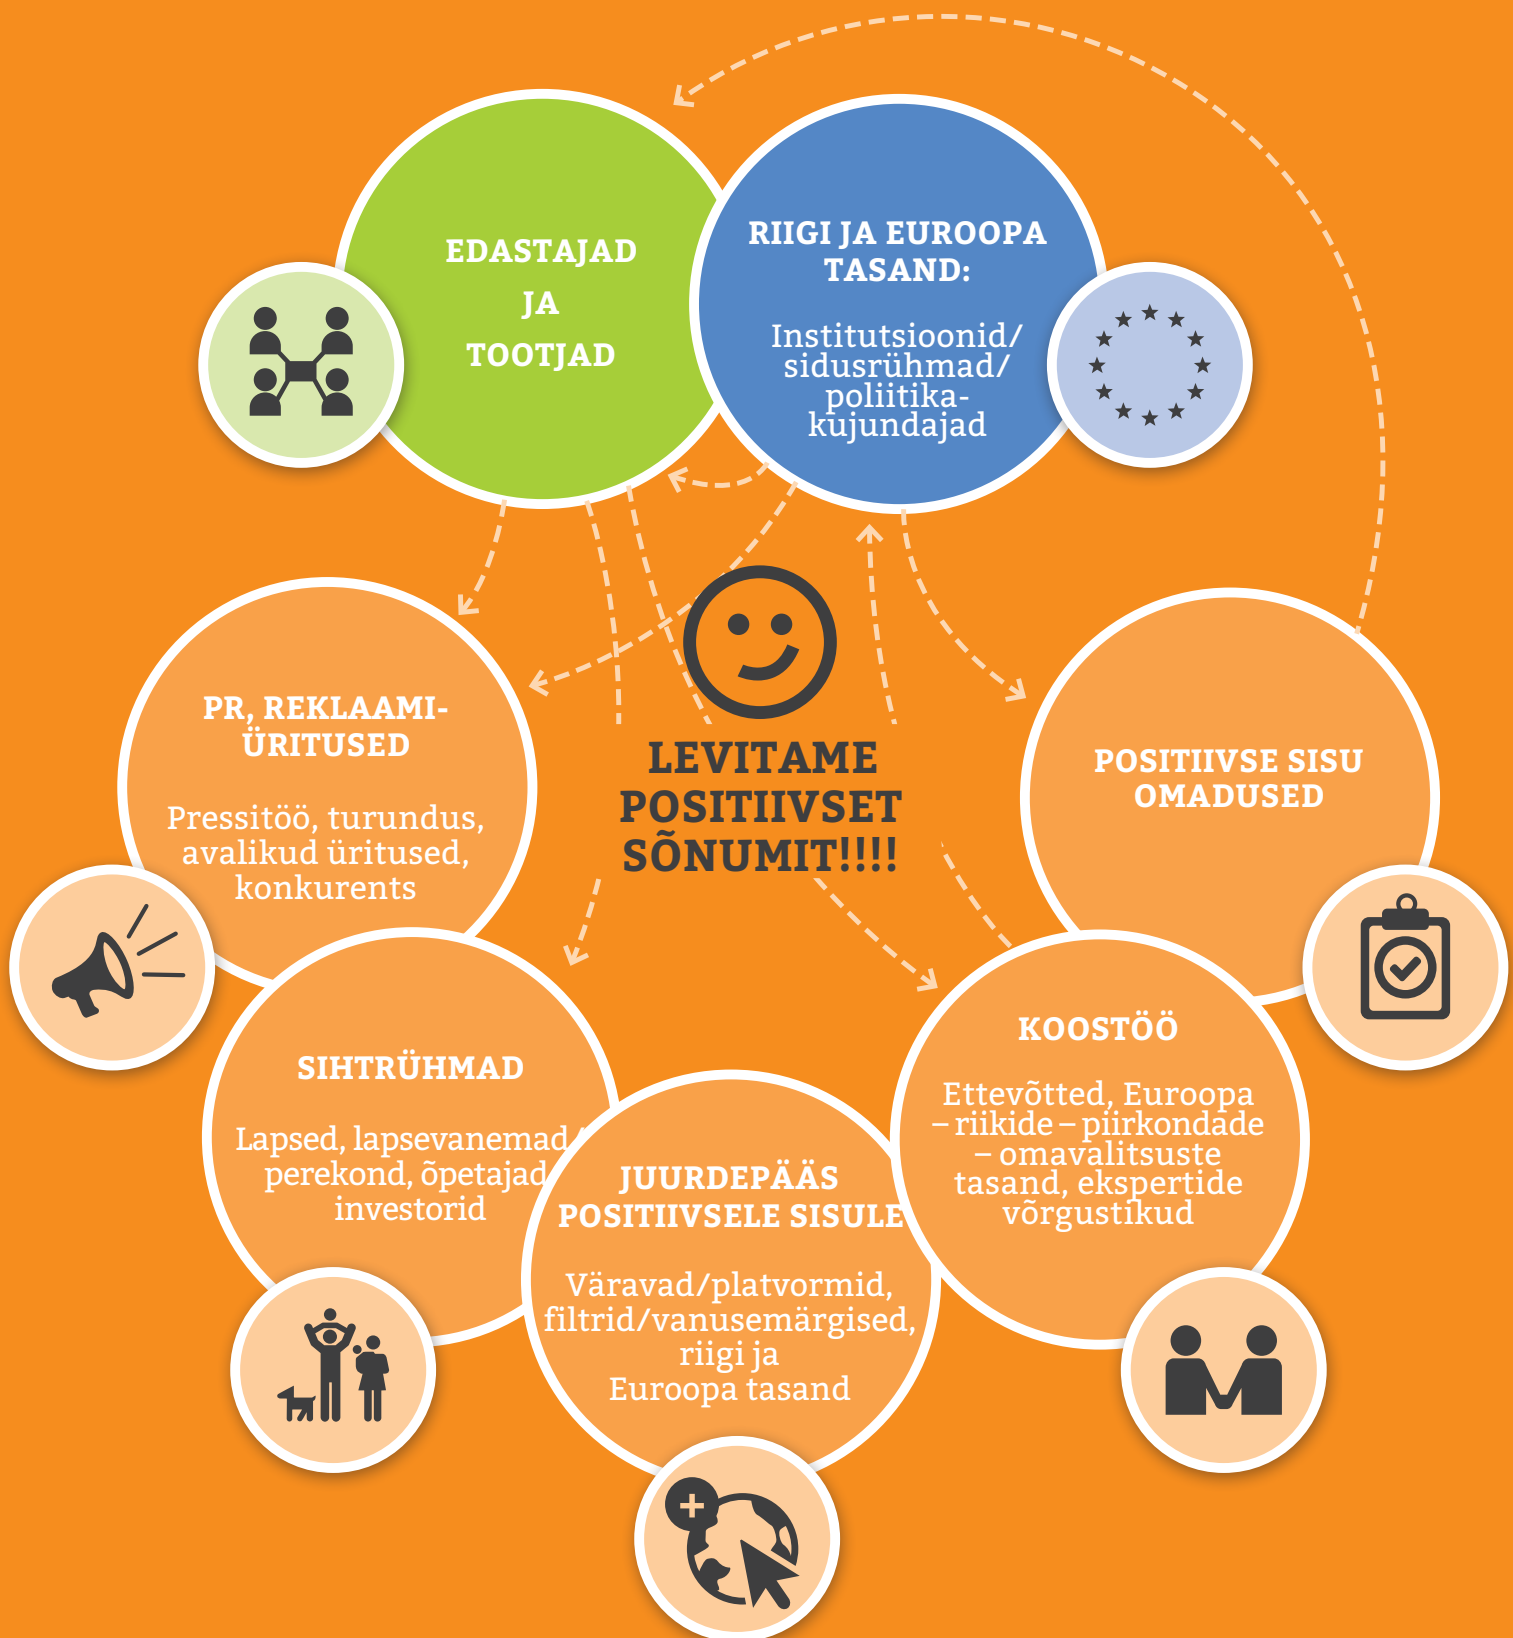 EDASTAJAD
JA
TOOTJAD
RIIGI JA EUROOPA
TASAND:
Institutsioonid/
sidusrühmad/
poliitika-
kujundajad
PR, REKLAAMI-
ÜRITUSED
Pressitöö, turundus,
avalikud üritused,
konkurents
LEVITAME
POSITIIVSET
SÕNUMIT!!!!
POSITIIVSE SISU
OMADUSED
SIHTRÜHMAD
Lapsed, lapsevanemad/
perekond, õpetajad
investorid
JUURDEPÄÄS
POSITIIVSELE SISULE
Väravad/platvormid,
filtrid/vanusemärgised,
riigi ja
Euroopa tasand
KOOSTÖÖ
Ettevõtted, Euroopa
– riikide – piirkondade
– omavalitsuste
tasand, ekspertide
võrgustikud